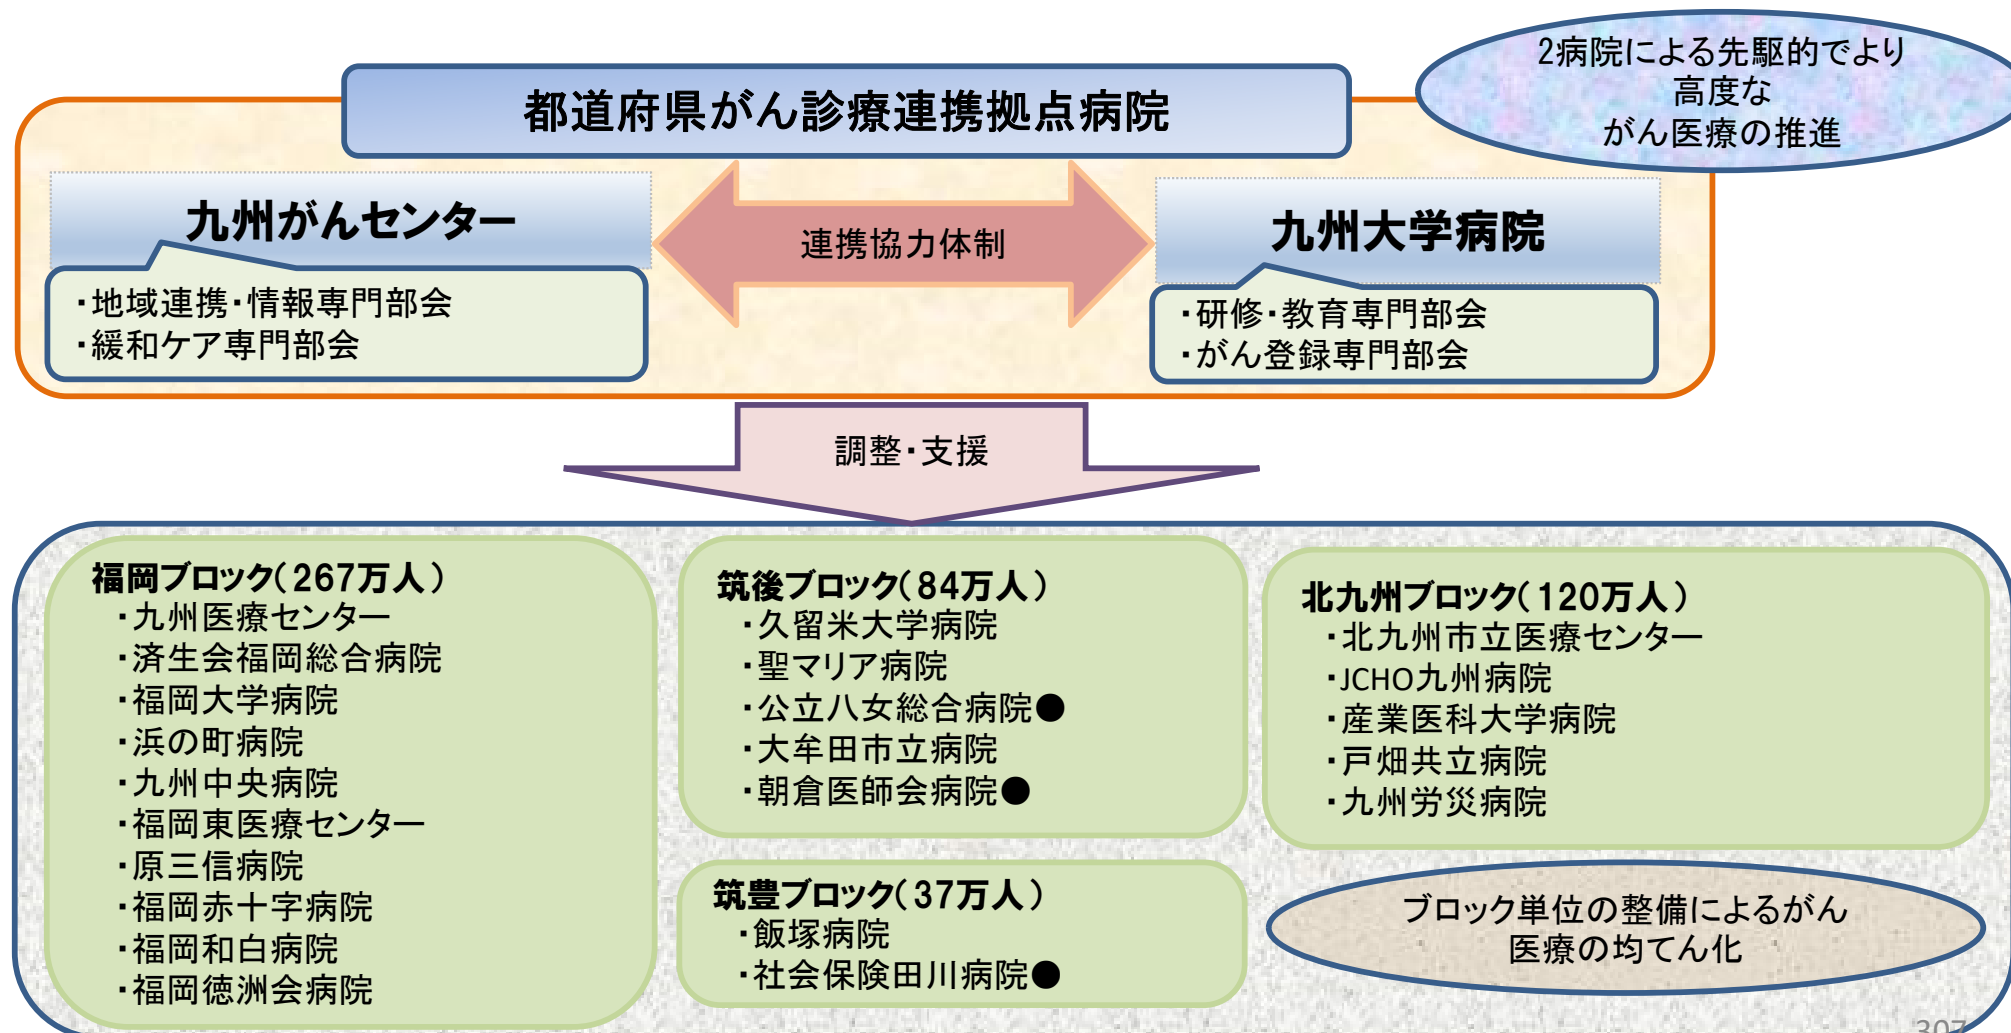 2病院による先駆的でより
高度な
がん医療の推進
都道府県がん診療連携拠点病院
九州がんセンター
・地域連携・情報専門部会
・緩和ケア専門部会
連携協力体制
九州大学病院
・研修・教育専門部会
・がん登録専門部会
調整・支援
福岡ブロック(267万人)
・九州医療センター
・済生会福岡総合病院
・福岡大学病院
・浜の町病院
・九州中央病院
・福岡東医療センター
・原三信病院
・福岡赤十字病院
・福岡和白病院
・福岡徳洲会病院
筑後ブロック(84万人)
・久留米大学病院
・聖マリア病院
・公立八女総合病院●
・大牟田市立病院
・朝倉医師会病院●
筑豊ブロック(37万人)
・飯塚病院
・社会保険田川病院●
北九州ブロック(120万人)
・北九州市立医療センター
・JCHO九州病院
・産業医科大学病院
・戸畑共立病院
・九州労災病院
ブロック単位の整備によるがん
医療の均てん化
307